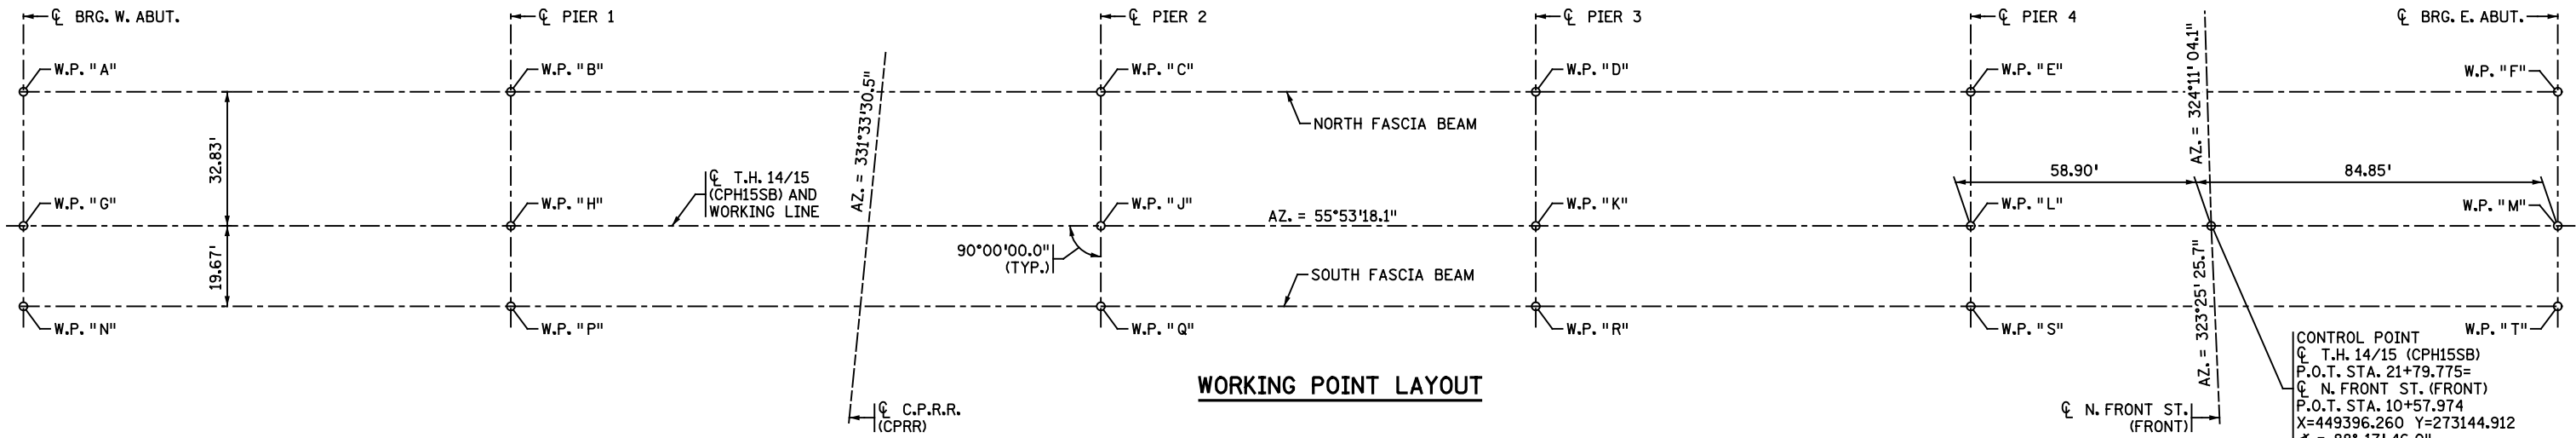 ℄ BRG. W. ABUT.
℄ PIER 1
℄ PIER 2
℄ PIER 3
℄ PIER 4
℄ BRG. E. ABUT.
W.P. "A"
W.P. "B"
W.P. "C"
W.P. "D"
W.P. "E"
W.P. "F"
AZ. = 331°33'30.5"
AZ. = 324°11'04.1"
NORTH FASCIA BEAM
32.83'
58.90'
84.85'
℄ T.H. 14/15
(CPH15SB) AND
WORKING LINE
W.P. "G"
W.P. "H"
W.P. "J"
W.P. "K"
W.P. "L"
W.P. "M"
AZ. = 55°53'18.1"
90°00'00.0"
(TYP.)
19.67'
SOUTH FASCIA BEAM
AZ. = 323°25'25.7"
W.P. "N"
W.P. "P"
W.P. "Q"
W.P. "R"
W.P. "S"
W.P. "T"
WORKING POINT LAYOUT
℄ C.P.R.R.
(CPRR)
℄ N. FRONT ST.
(FRONT)
CONTROL POINT
℄ T.H. 14/15 (CPH15SB)
P.O.T. STA. 21+79.775=
℄ N. FRONT ST. (FRONT)
P.O.T. STA. 10+57.974
X=449396.260 Y=273144.912